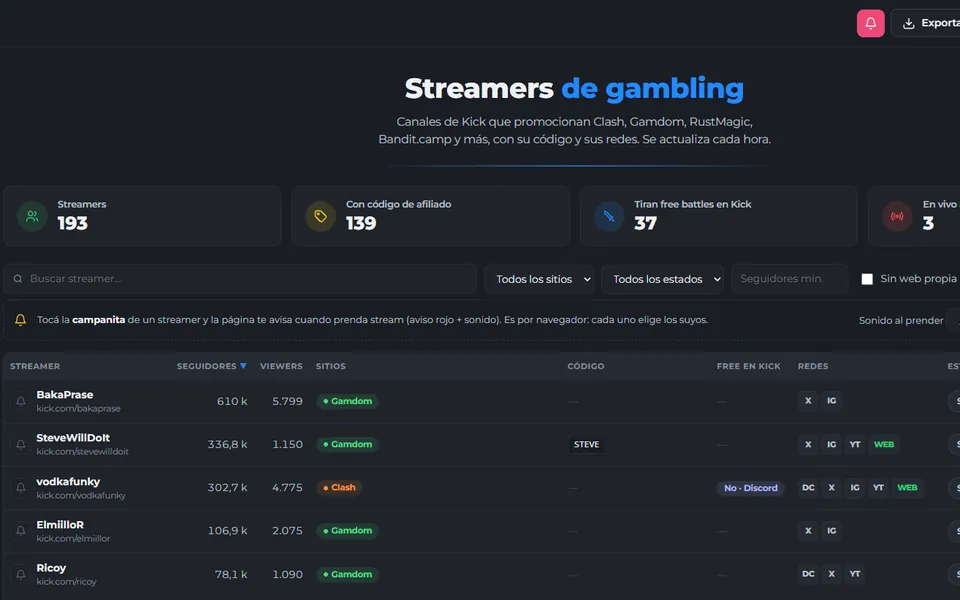 Exporta
Streamers de gambling
Canales de Kick que promocionan Clash, Gamdom, RustMagic,
Bandit.camp y más, con su código y sus redes. Se actualiza cada hora.
Streamers
193
Con código de afiliado
139
Tiran free battles en Kick
37
En vivo
3
Buscar streamer...
Todos los sitios
Todos los estados
Seguidores mín.
Sin web propia
Tocá la campanita de un streamer y la página te avisa cuando prenda stream (aviso rojo + sonido). Es por navegador: cada uno elige los suyos.
Sonido al prender
STREAMER SEGUIDORES ▼ VIEWERS SITIOS CÓDIGO FREE EN KICK REDES ES
BakaPrase
kick.com/bakaprase
610 k 5.799 Gamdom — — X IG
SteveWillDoIt
kick.com/stevewilldoit
336,8 k 1.150 Gamdom STEVE — X IG YT WEB
vodkafunky
kick.com/vodkafunky
302,7 k 4.775 Clash — No · Discord DC X IG YT WEB
ElmiilloR
kick.com/elmiillor
106,9 k 2.075 Gamdom — — X IG
Ricoy
kick.com/ricoy
78,1 k 1.090 Gamdom — — DC X YT